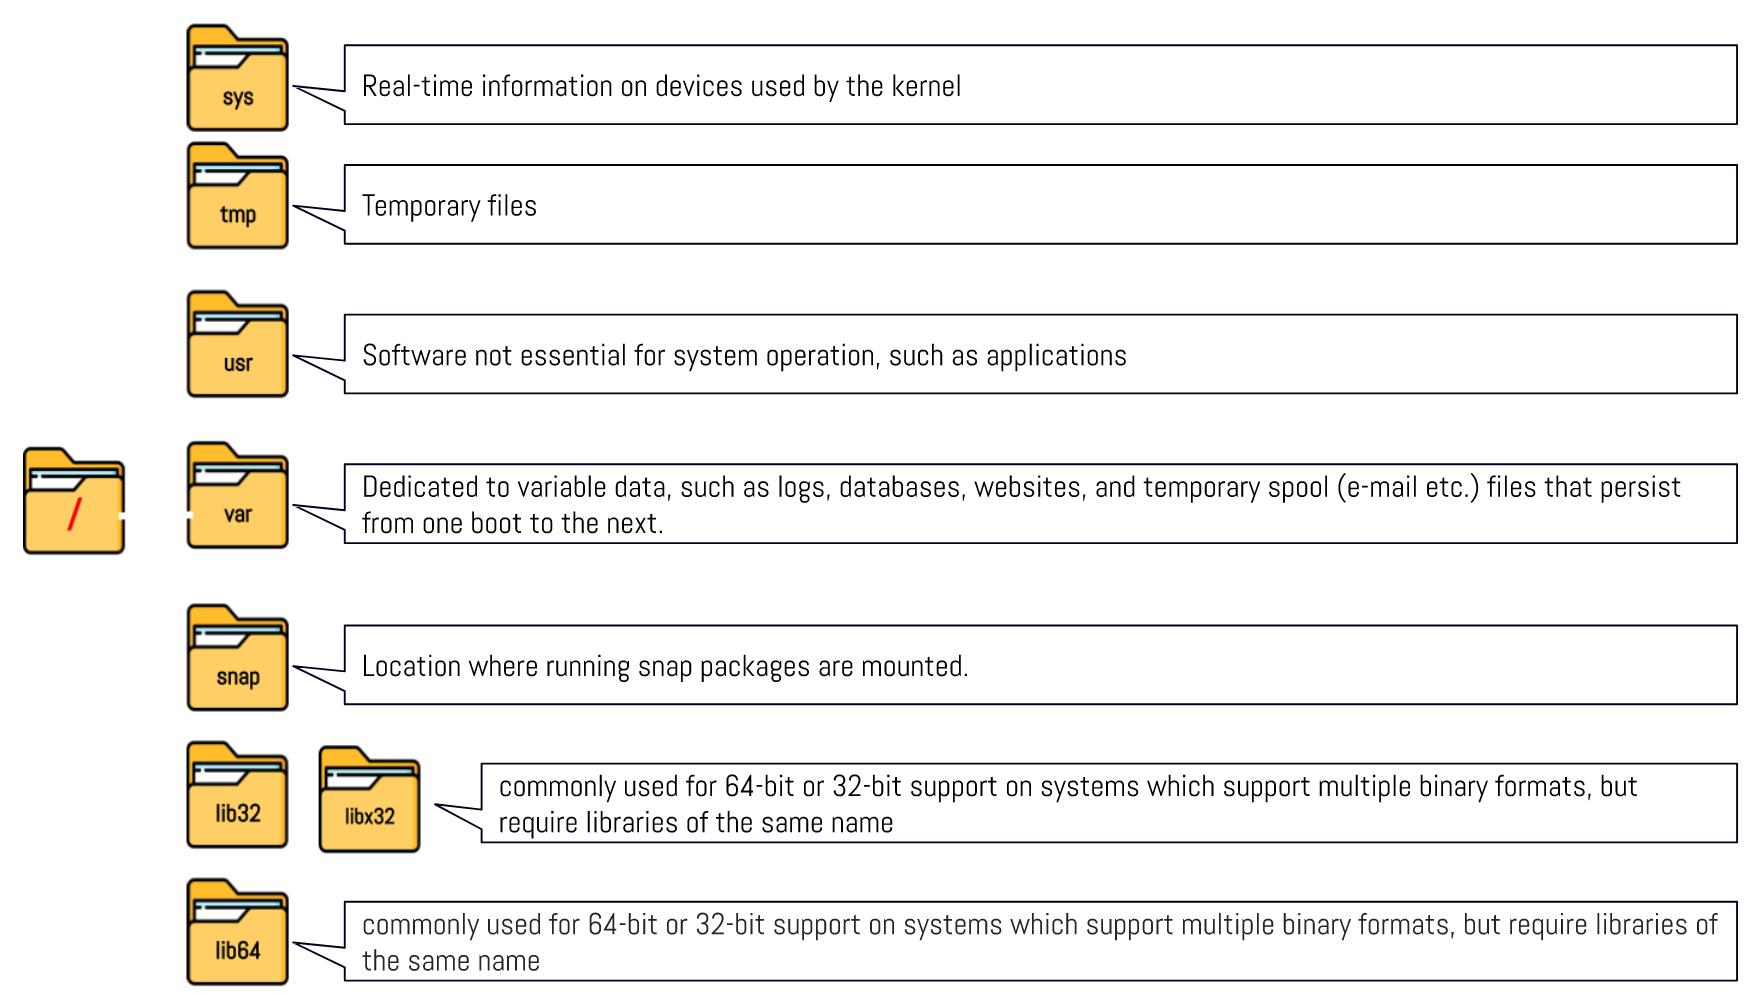 sys
Real-time information on devices used by the kernel
tmp
Temporary files
usr
Software not essential for system operation, such as applications
/
var
Dedicated to variable data, such as logs, databases, websites, and temporary spool (e-mail etc.) files that persist
from one boot to the next.
snap
Location where running snap packages are mounted.
lib32
libx32
commonly used for 64-bit or 32-bit support on systems which support multiple binary formats, but
require libraries of the same name
lib64
commonly used for 64-bit or 32-bit support on systems which support multiple binary formats, but require libraries of
the same name